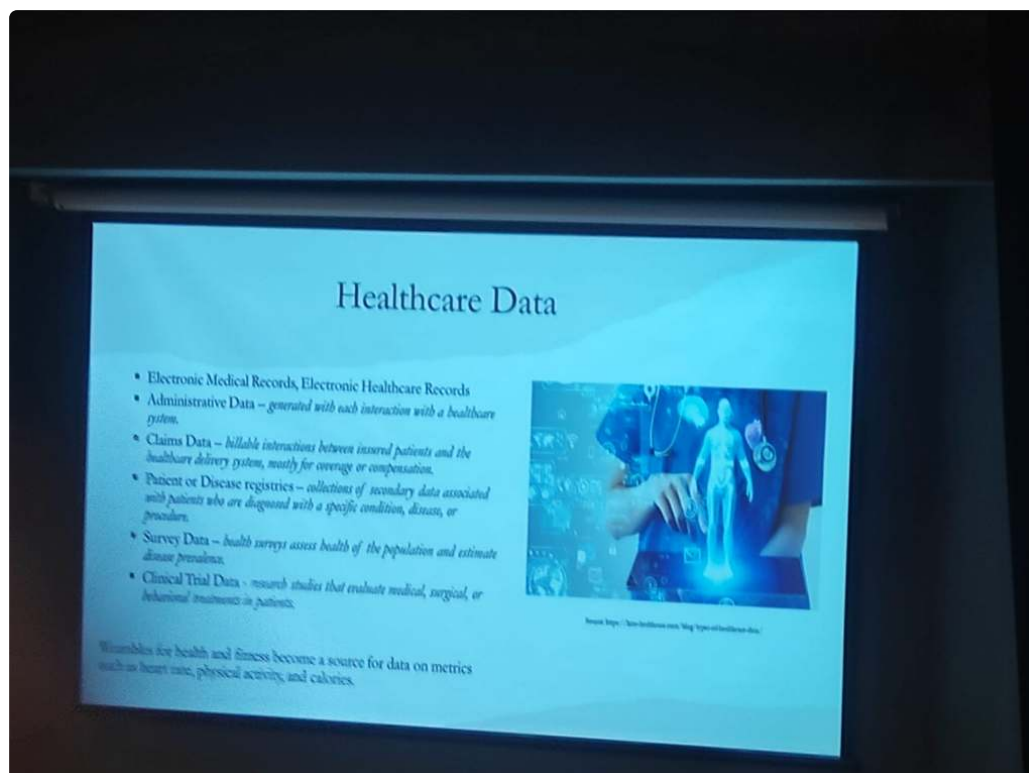 Healthcare Data
• Electronic Medical Records, Electronic Healthcare Records
• Administrative Data – generated with each interaction with a healthcare
system.
• Claims Data – billable interactions between insured patients and the
healthcare delivery system, mostly for coverage or compensation.
• Patient or Disease registries – collections of secondary data associated
with patients who are diagnosed with a specific condition, disease, or
procedure.
• Survey Data – health surveys assess health of the population and estimate
disease prevalence.
• Clinical Trial Data - research studies that evaluate medical, surgical, or
behavioral treatments in patients.
Wearables for health and fitness become a source for data on metrics
such as heart rate, physical activity, and calories.